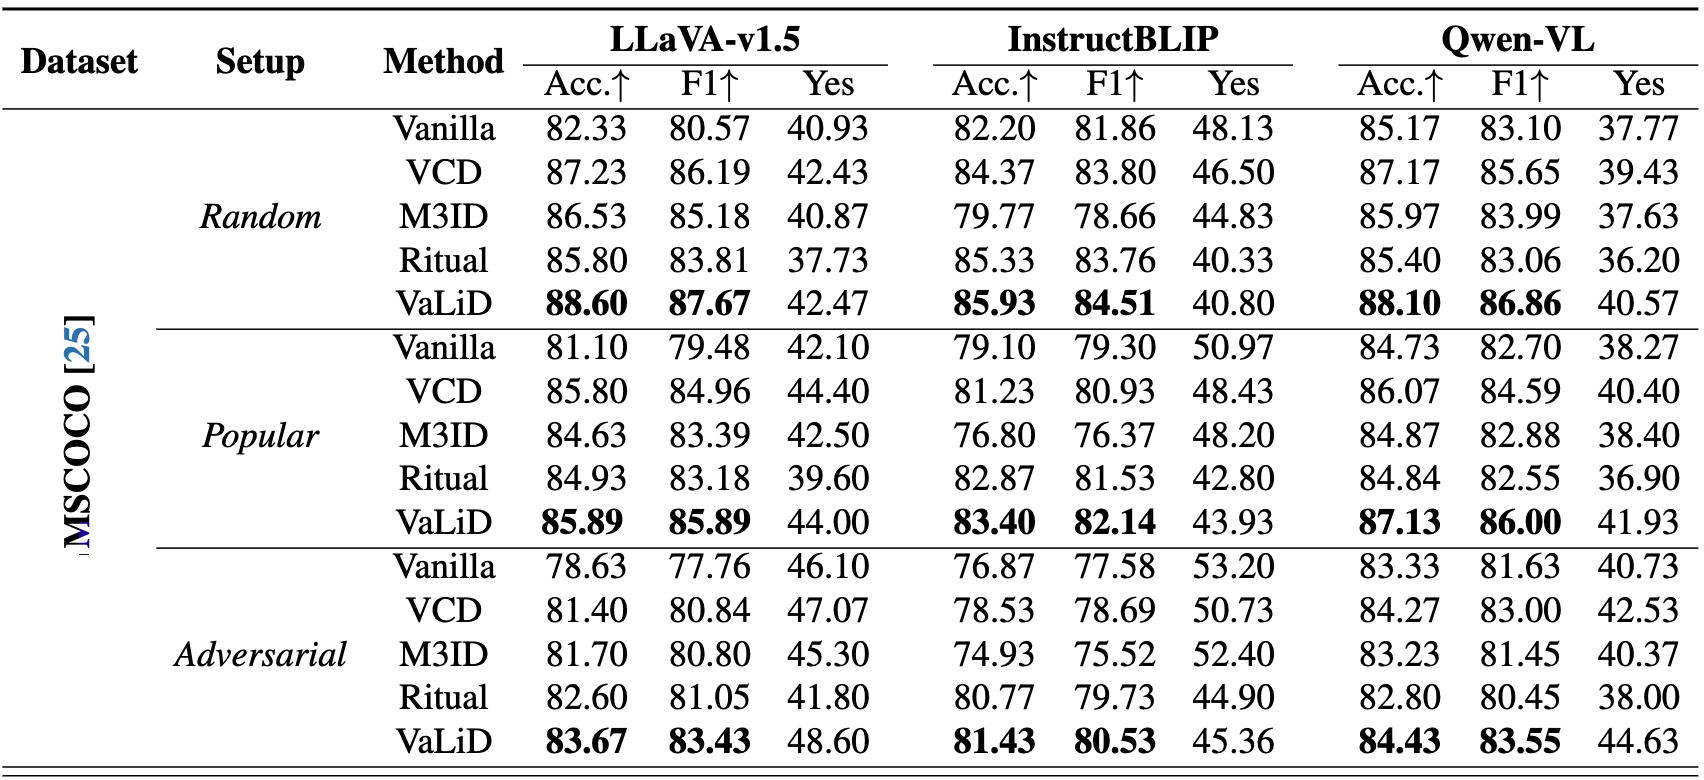 Dataset Setup Method LLaVA-v1.5 InstructBLIP Qwen-VL
Acc.↑ F1↑ Yes Acc.↑ F1↑ Yes Acc.↑ F1↑ Yes
MSCOCO [25]
Random
Vanilla 82.33 80.57 40.93 82.20 81.86 48.13 85.17 83.10 37.77
VCD 87.23 86.19 42.43 84.37 83.80 46.50 87.17 85.65 39.43
M3ID 86.53 85.18 40.87 79.77 78.66 44.83 85.97 83.99 37.63
Ritual 85.80 83.81 37.73 85.33 83.76 40.33 85.40 83.06 36.20
VaLiD 88.60 87.67 42.47 85.93 84.51 40.80 88.10 86.86 40.57
Popular
Vanilla 81.10 79.48 42.10 79.10 79.30 50.97 84.73 82.70 38.27
VCD 85.80 84.96 44.40 81.23 80.93 48.43 86.07 84.59 40.40
M3ID 84.63 83.39 42.50 76.80 76.37 48.20 84.87 82.88 38.40
Ritual 84.93 83.18 39.60 82.87 81.53 42.80 84.84 82.55 36.90
VaLiD 85.89 85.89 44.00 83.40 82.14 43.93 87.13 86.00 41.93
Adversarial
Vanilla 78.63 77.76 46.10 76.87 77.58 53.20 83.33 81.63 40.73
VCD 81.40 80.84 47.07 78.53 78.69 50.73 84.27 83.00 42.53
M3ID 81.70 80.80 45.30 74.93 75.52 52.40 83.23 81.45 40.37
Ritual 82.60 81.05 41.80 80.77 79.73 44.90 82.80 80.45 38.00
VaLiD 83.67 83.43 48.60 81.43 80.53 45.36 84.43 83.55 44.63